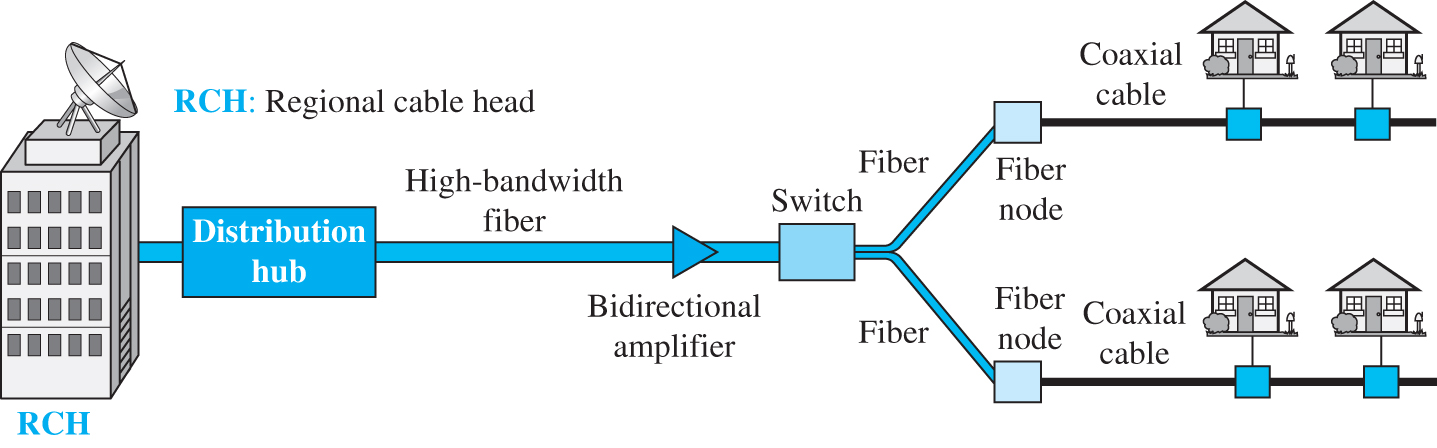 RCH: Regional cable head
RCH
Distribution
hub
High-bandwidth
fiber
Bidirectional
amplifier
Switch
Fiber
Fiber
node
Coaxial
cable
Fiber
Fiber
node
Coaxial
cable